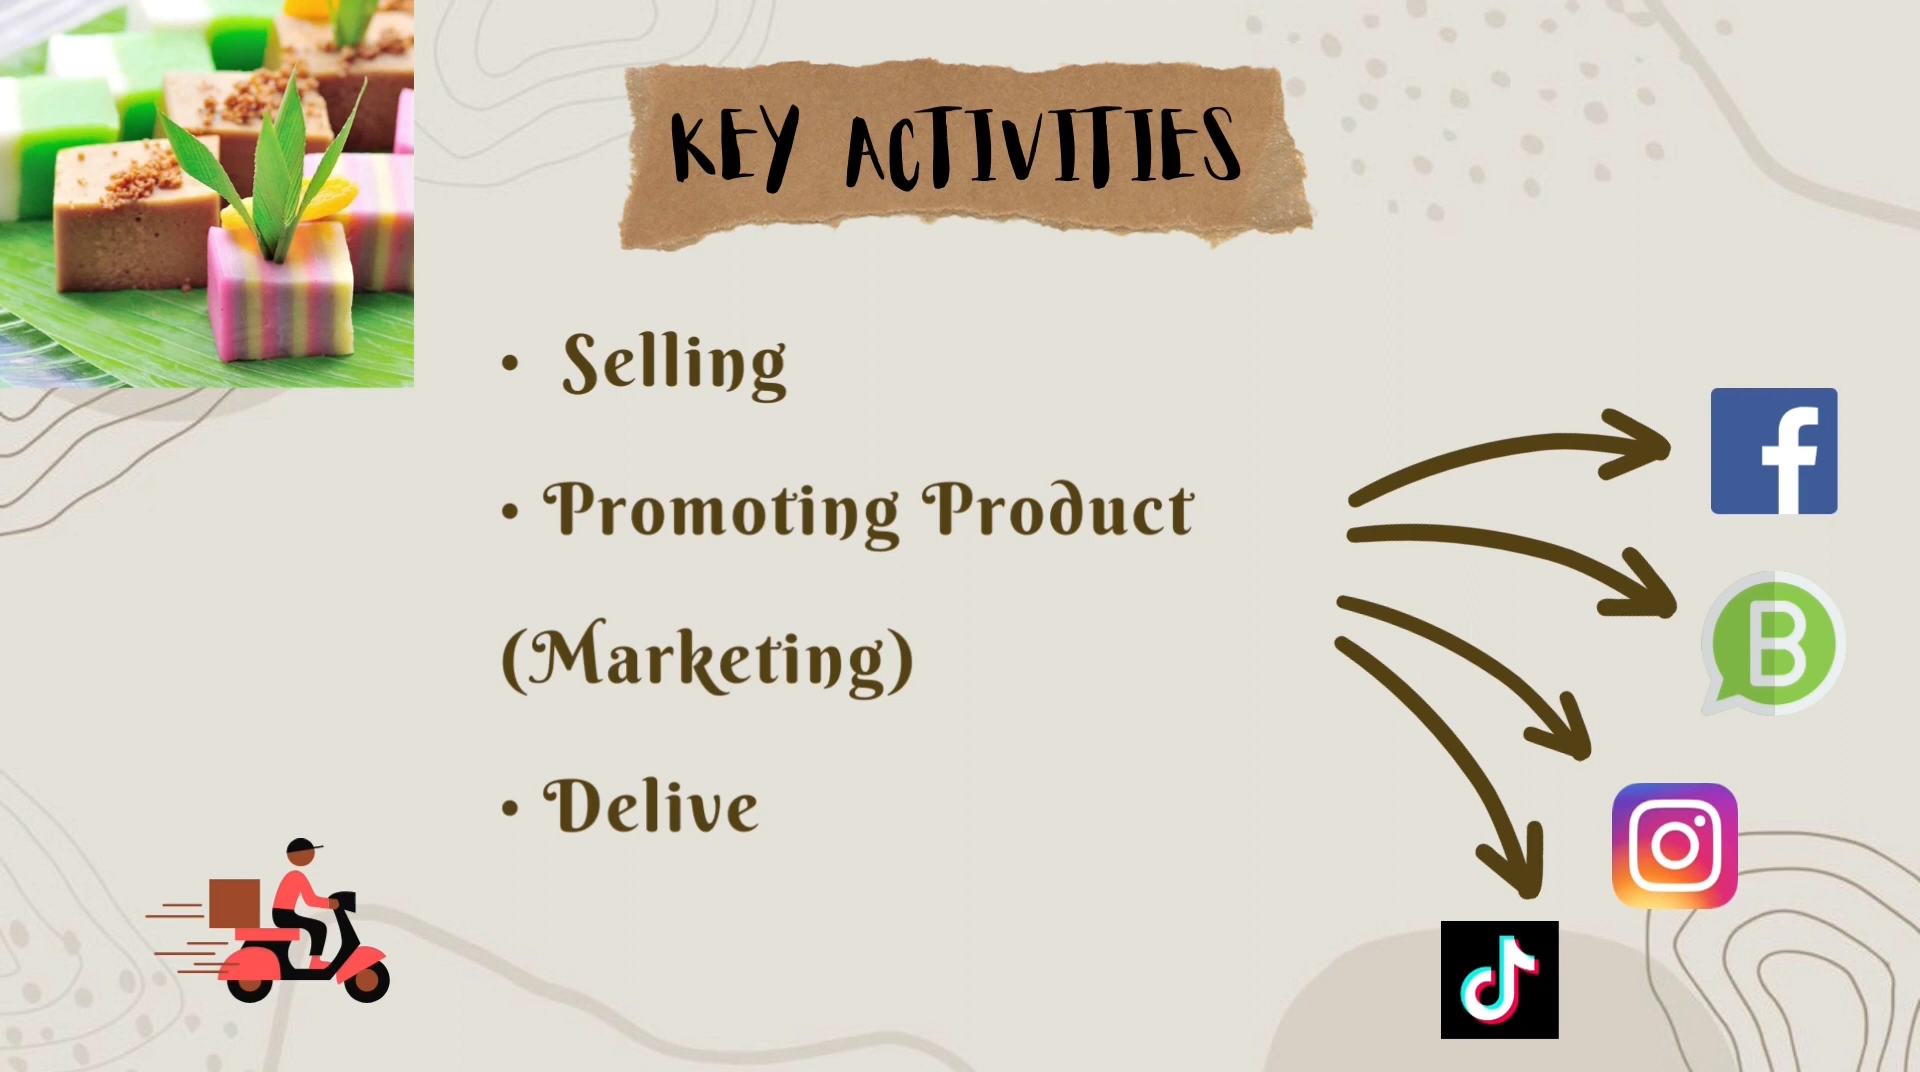 KEY ACTIVITIES
• Selling
• Promoting Product
(Marketing)
• Delive